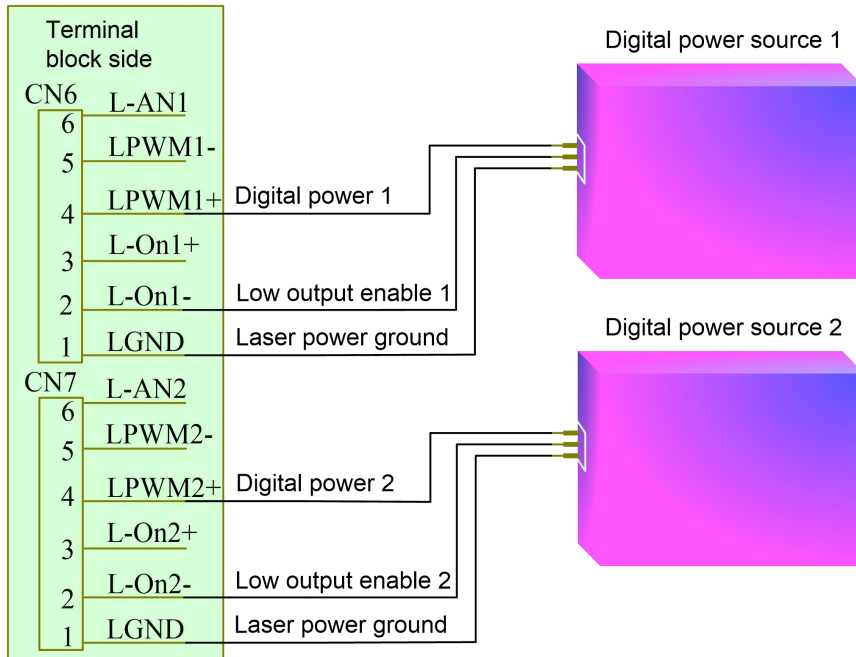 Terminal
block side
Digital power source 1
CN6
6 L-AN1
5 LPWM1-
4 LPWM1+ Digital power 1
3 L-On1+
2 L-On1- Low output enable 1
1 LGND Laser power ground
Digital power source 2
CN7
6 L-AN2
5 LPWM2-
4 LPWM2+ Digital power 2
3 L-On2+
2 L-On2- Low output enable 2
1 LGND Laser power ground